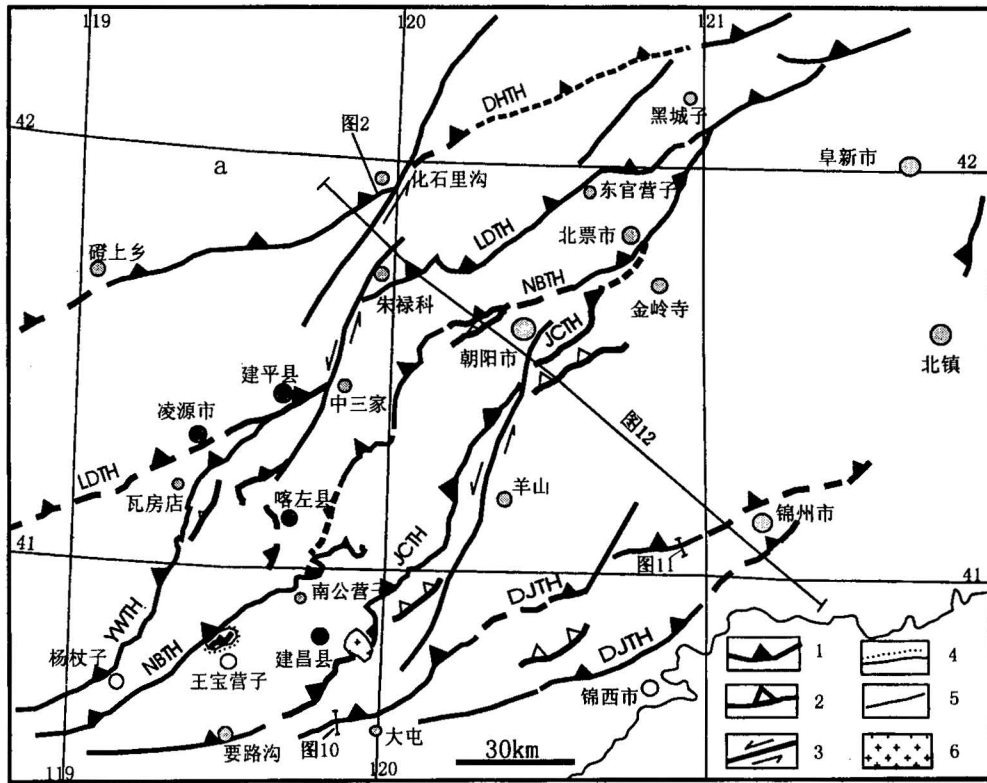 119
120
121
42
a
图2
DHTH
黑城子
化石里沟
阜新市
42
东官营子
磴上乡
LDTH
北票市
朱禄科
NBTH
金岭寺
朝阳市
JCTH
北镇
建平县
中三家
凌源市
图12
LDTH
瓦房店
喀左县
羊山
锦州市
41
JCTH
图11
41
南公营子
DJTH
YWTH
杨杖子
NBTH
建昌县
DJTH
王宝营子
锦西市
要路沟
图10
大屯
30km
119
120
1
2
3
4
5
6